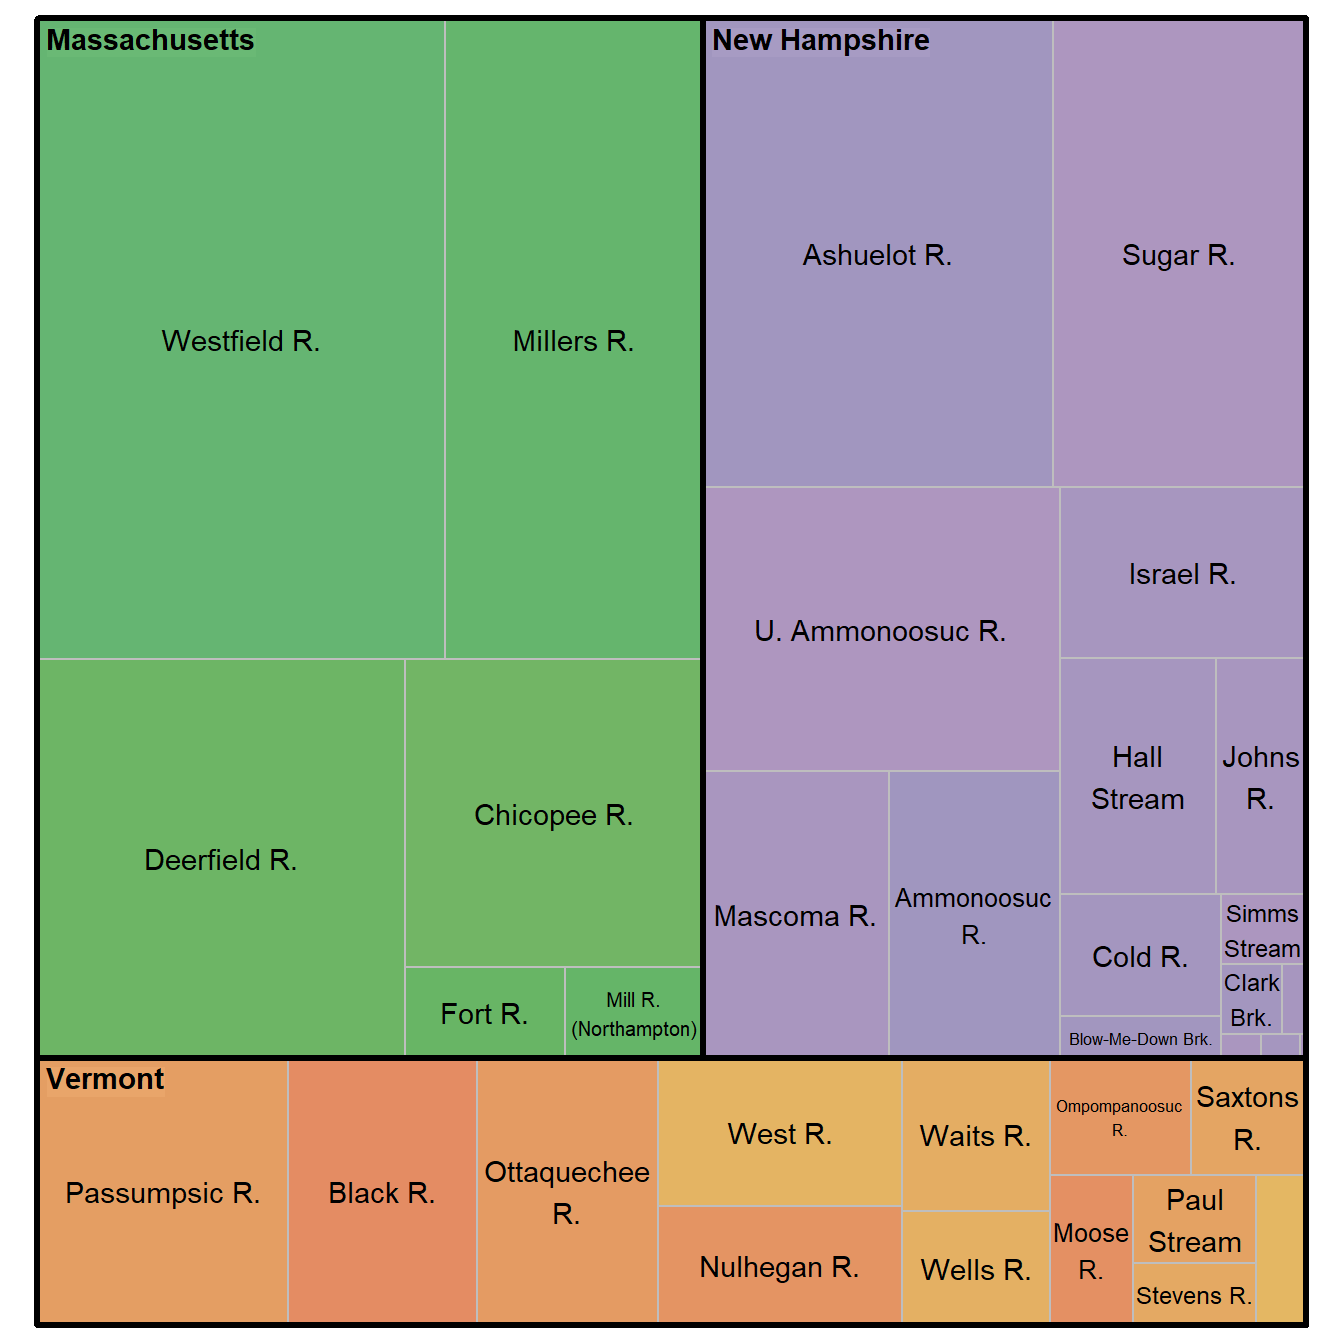 Massachusetts
Westfield R.
Millers R.
Deerfield R.
Chicopee R.
Fort R.
Mill R.
(Northampton)
New Hampshire
Ashuelot R.
Sugar R.
U. Ammonoosuc R.
Israel R.
Hall
Stream
Johns
R.
Mascoma R.
Ammonoosuc
R.
Cold R.
Simms
Stream
Clark
Brk.
Blow-Me-Down Brk.
Vermont
Passumpsic R.
Black R.
Ottaquechee
R.
West R.
Nulhegan R.
Waits R.
Wells R.
Ompompanoosuc
R.
Saxtons
R.
Moose
R.
Paul
Stream
Stevens R.